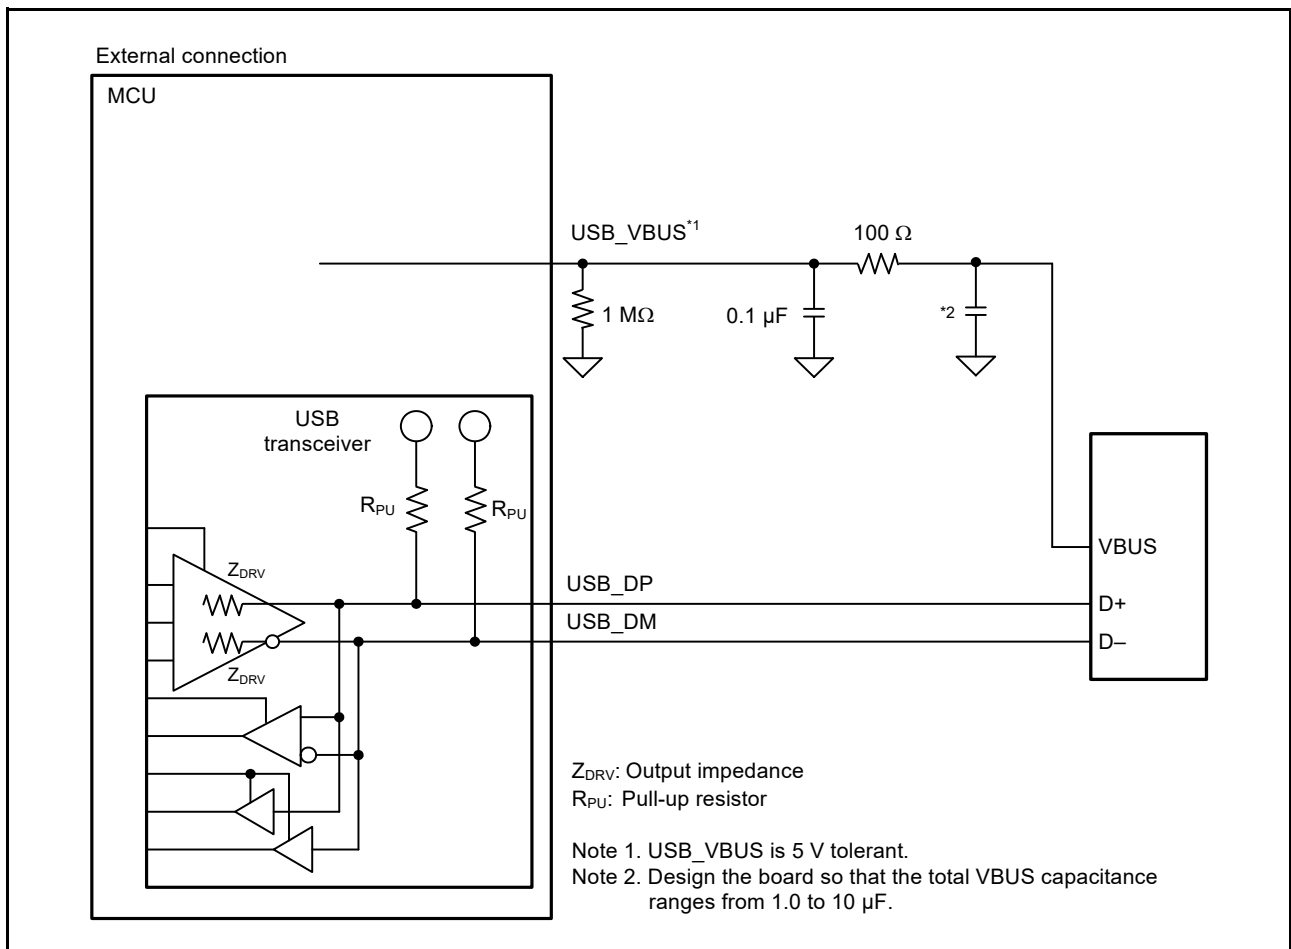 External connection
MCU
USB_VBUS*1
100 Ω
1 MΩ
0.1 µF
*2
USB
transceiver
RPU
RPU
VBUS
ZDRV
USB_DP
D+
USB_DM
D–
ZDRV
ZDRV: Output impedance
RPU: Pull-up resistor
Note 1. USB_VBUS is 5 V tolerant.
Note 2. Design the board so that the total VBUS capacitance
ranges from 1.0 to 10 µF.